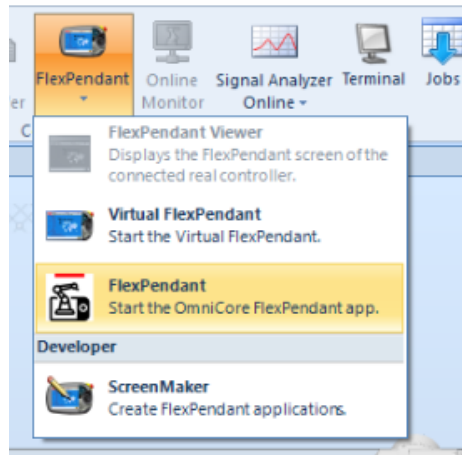 FlexPendant
Online
Monitor
Signal Analyzer
Online
Terminal
Jobs
er
C
FlexPendant Viewer
Displays the FlexPendant screen of the
connected real controller.
Virtual FlexPendant
Start the Virtual FlexPendant.
FlexPendant
Start the OmniCore FlexPendant app.
Developer
ScreenMaker
Create FlexPendant applications.